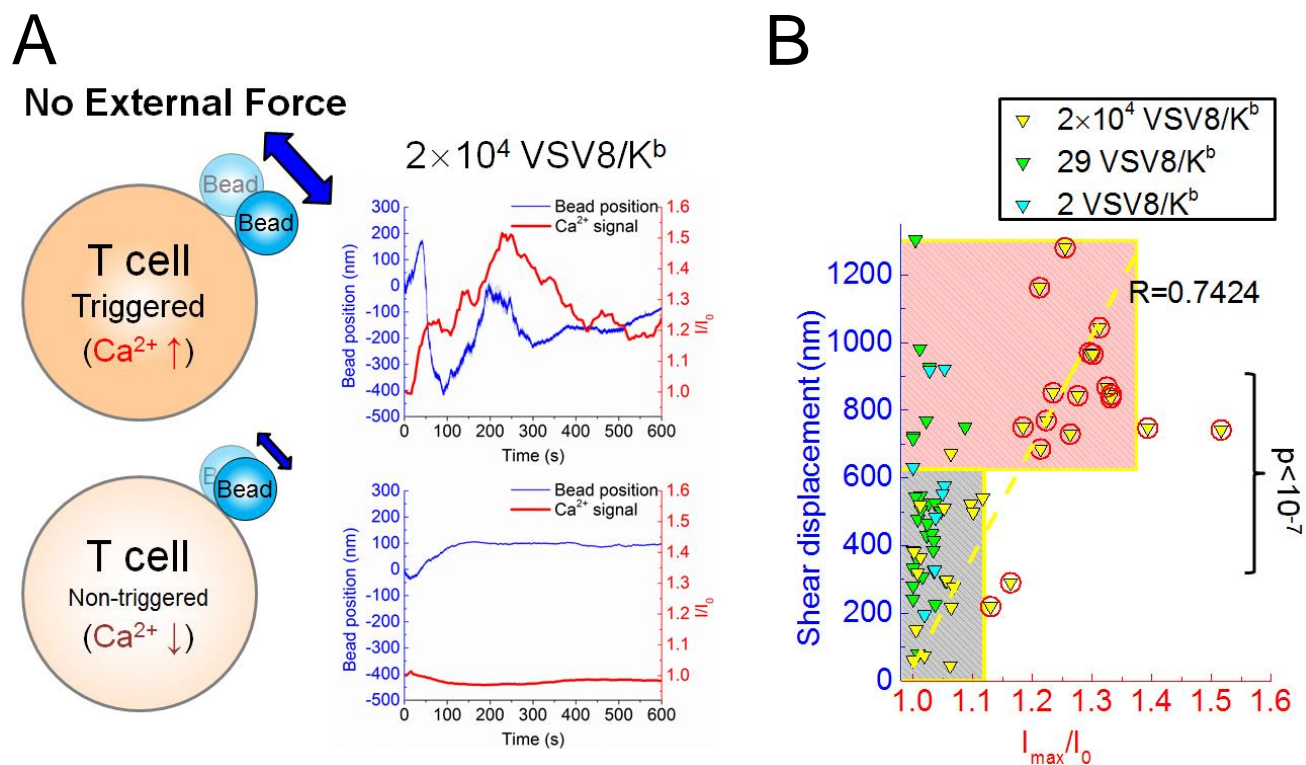 A
No External Force
Bead
Bead
T cell
Triggered
(Ca²⁺ ↑)
Bead
T cell
Non-triggered
(Ca²⁺ ↓)
2×10⁴ VSV8/Kᵇ
Bead position
Ca²⁺ signal
300
200
100
0
-100
-200
-300
-400
-500
Bead position (nm)
1.6
1.5
1.4
1.3
1.2
1.1
1.0
I/I₀
0 100 200 300 400 500 600
Time (s)
Bead position
Ca²⁺ signal
300
200
100
0
-100
-200
-300
-400
-500
Bead position (nm)
1.6
1.5
1.4
1.3
1.2
1.1
1.0
I/I₀
0 100 200 300 400 500 600
Time (s)
B
2×10⁴ VSV8/Kᵇ
29 VSV8/Kᵇ
2 VSV8/Kᵇ
R=0.7424
1200
1000
800
600
400
200
0
Shear displacement (nm)
p<10⁻⁷
1.0 1.1 1.2 1.3 1.4 1.5 1.6
Iₘₐₓ/I₀